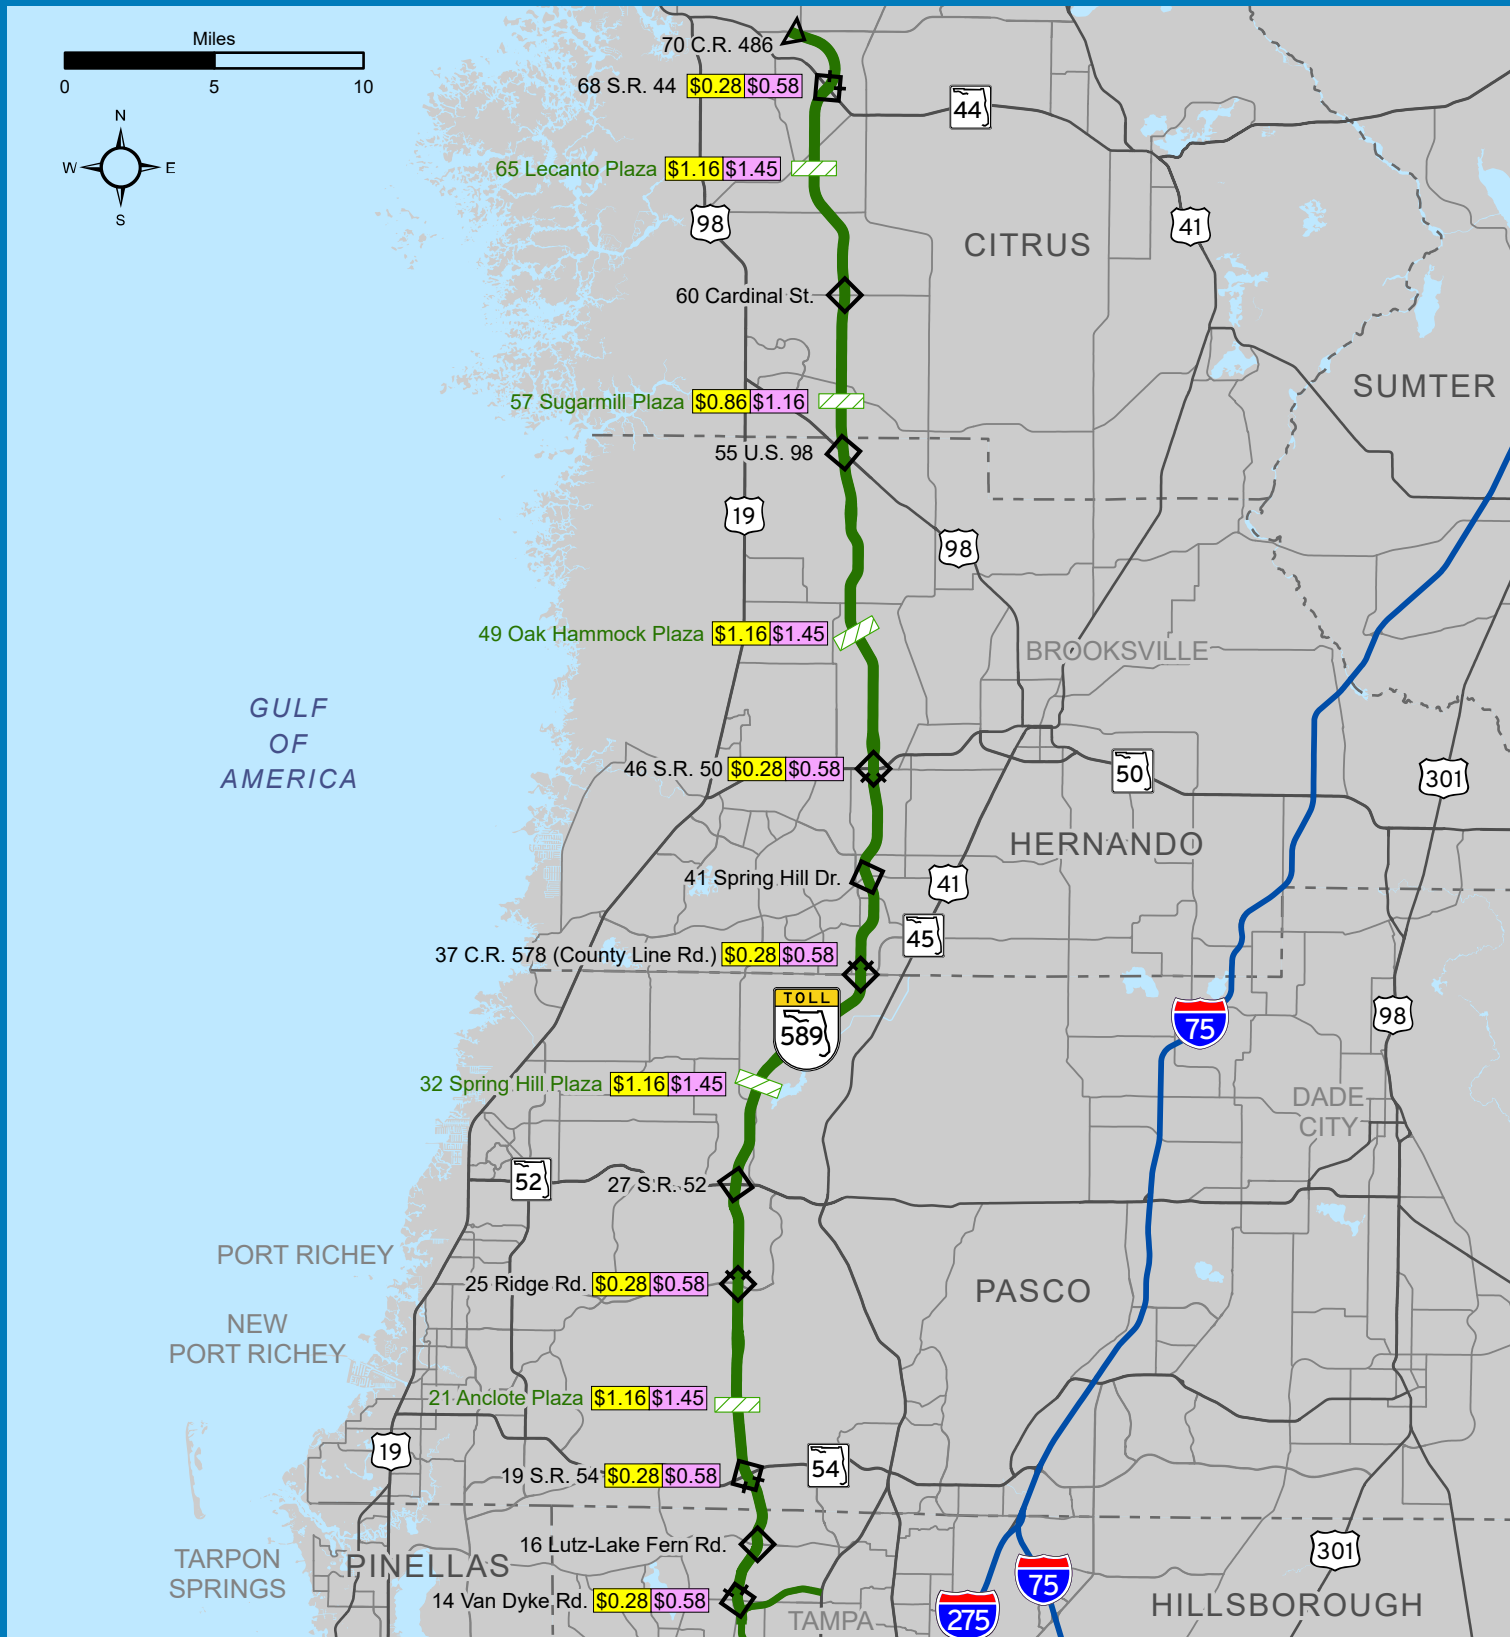 Miles
0 5 10
N
W E
S
70 C.R. 486
68 S.R. 44 $0.28 $0.58
44
65 Lecanto Plaza $1.16 $1.45
98
41
CITRUS
60 Cardinal St.
SUMTER
57 Sugarmill Plaza $0.86 $1.16
55 U.S. 98
19
98
49 Oak Hammock Plaza $1.16 $1.45
BROOKSVILLE
GULF
OF
AMERICA
46 S.R. 50 $0.28 $0.58
50
301
HERNANDO
41 Spring Hill Dr.
41
45
37 C.R. 578 (County Line Rd.) $0.28 $0.58
TOLL
589
75
98
32 Spring Hill Plaza $1.16 $1.45
DADE
CITY
52
27 S.R. 52
PORT RICHEY
25 Ridge Rd. $0.28 $0.58
PASCO
NEW
PORT RICHEY
21 Anclote Plaza $1.16 $1.45
19
54
19 S.R. 54 $0.28 $0.58
16 Lutz-Lake Fern Rd.
301
TARPON
SPRINGS
PINELLAS
75
14 Van Dyke Rd. $0.28 $0.58
HILLSBOROUGH
TAMPA
275